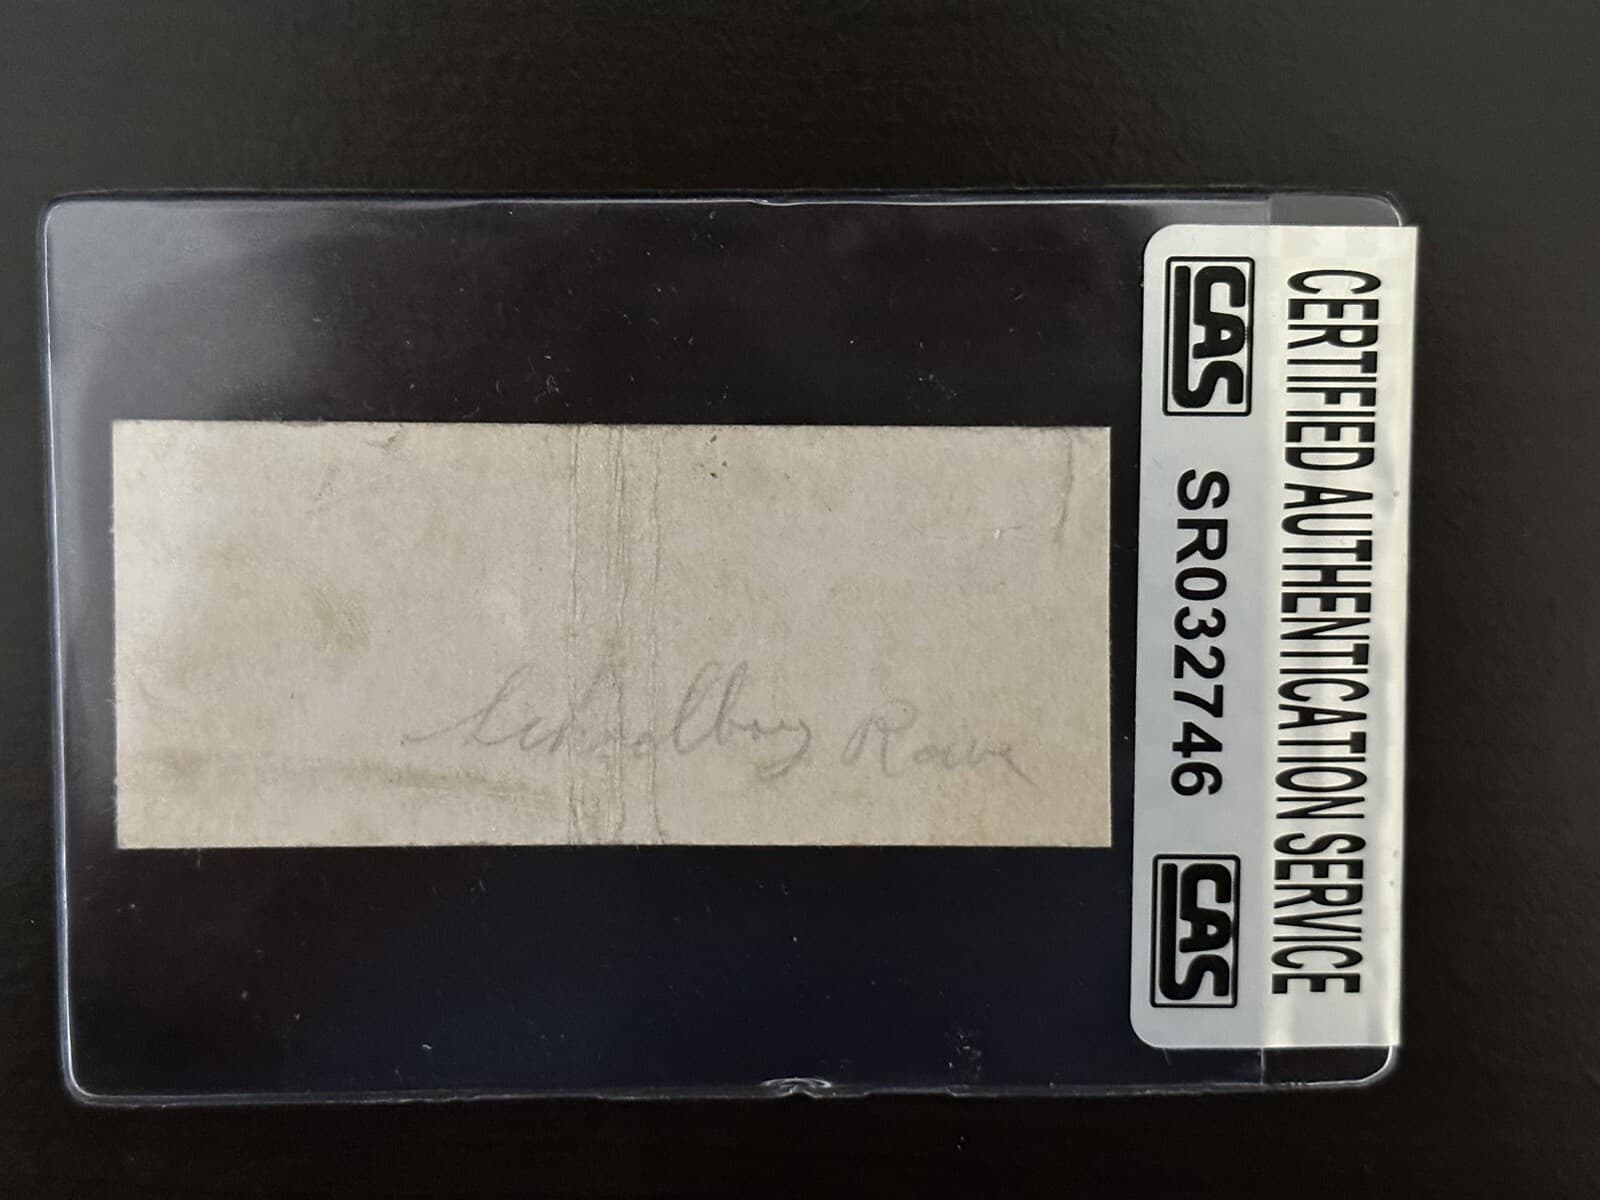 Schoolboy Rowe
CERTIFIED AUTHENTICATION SERVICE
CAS SR032746 CAS